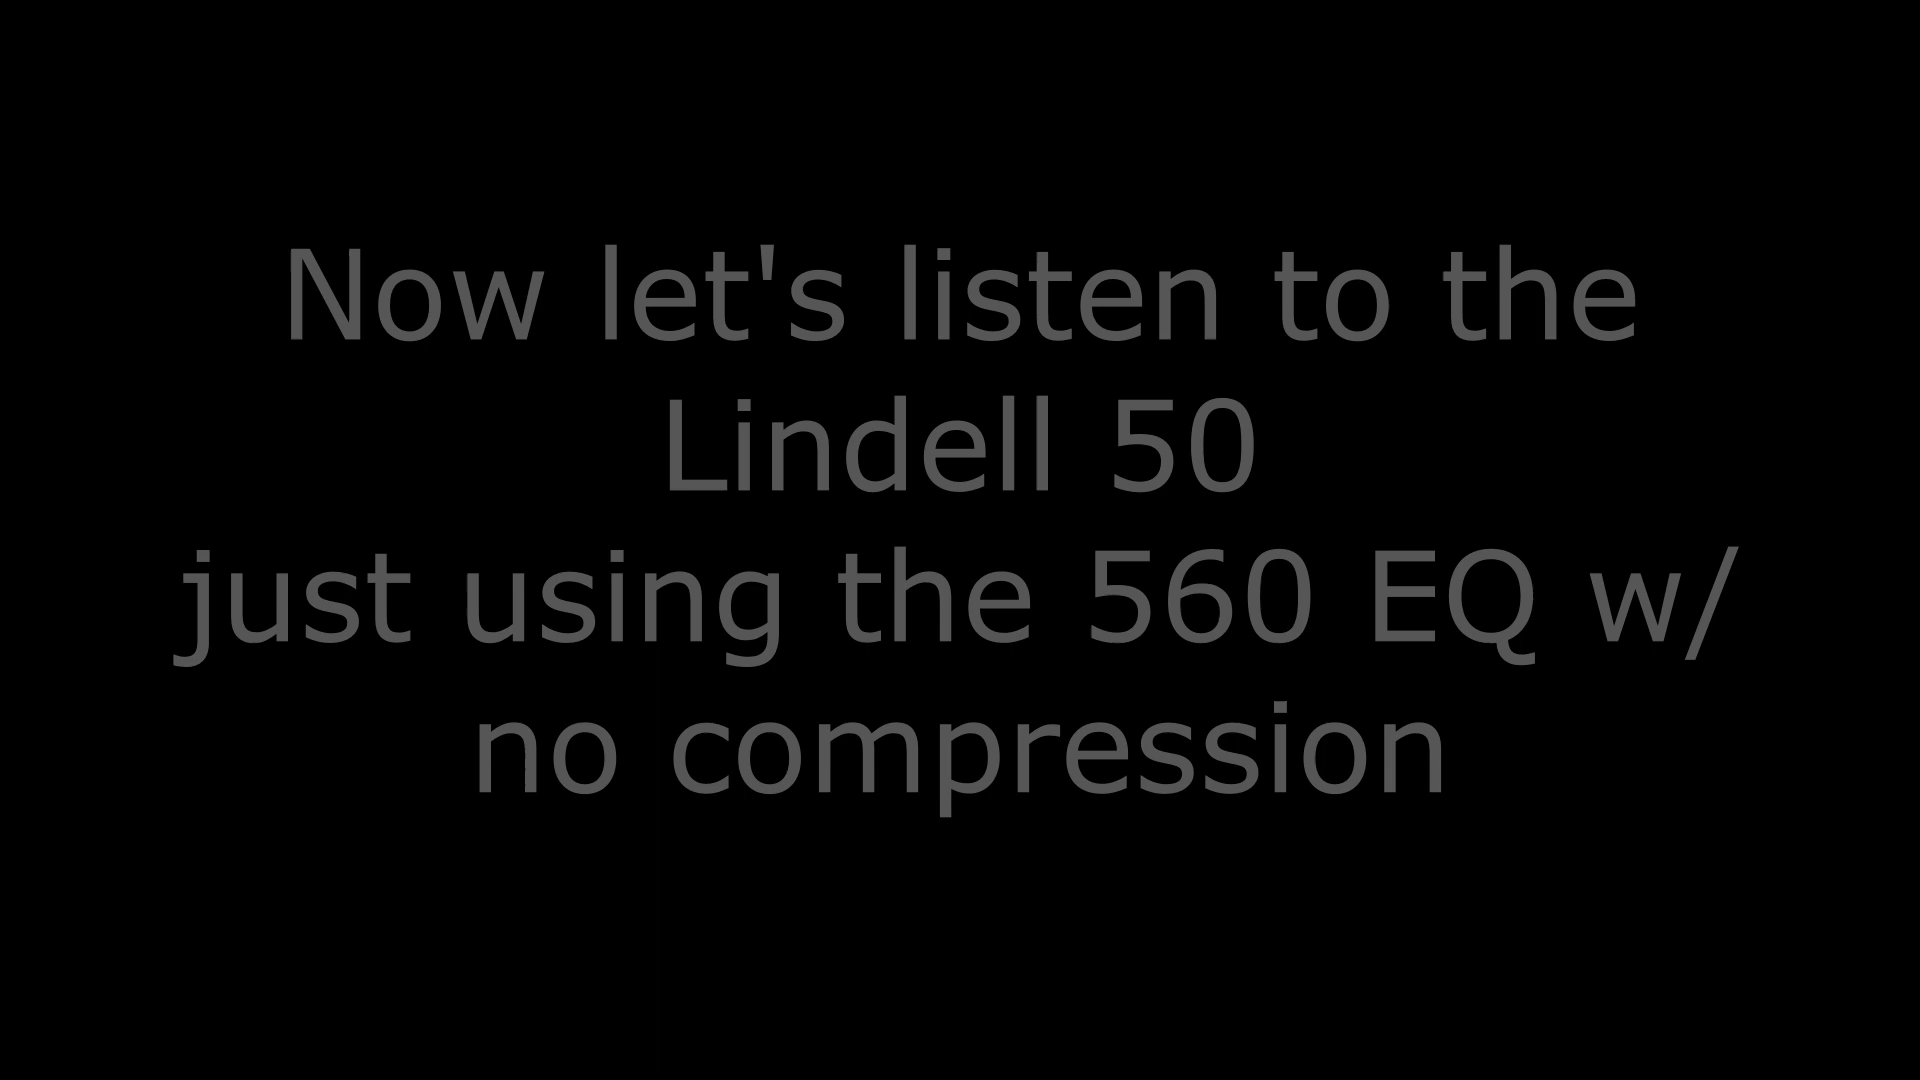 Now let's listen to the
Lindell 50
just using the 560 EQ w/
no compression